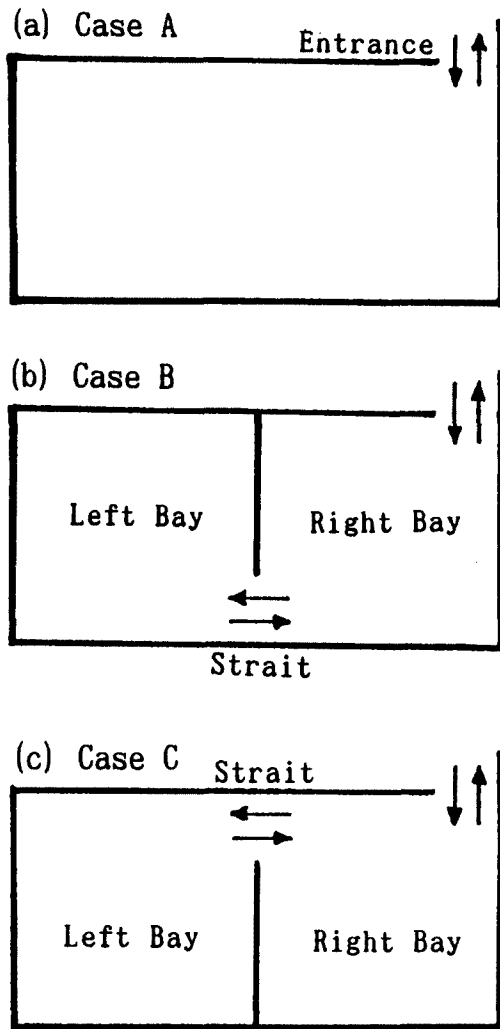 (a) Case A
Entrance
(b) Case B
Left Bay
Right Bay
Strait
(c) Case C
Strait
Left Bay
Right Bay